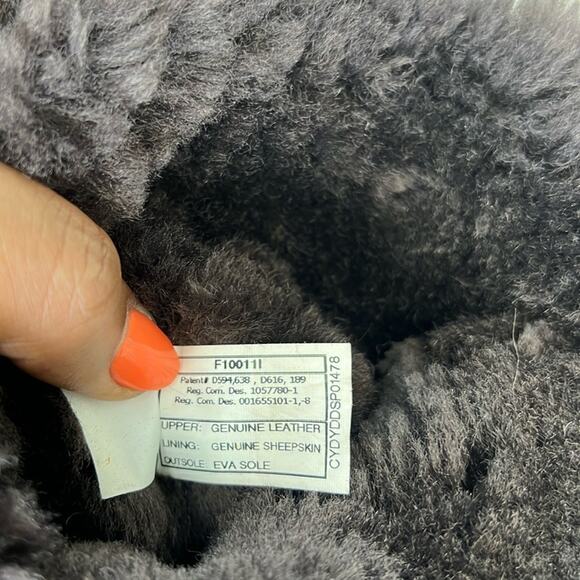 F10011I
Patent# D594,638 , D616, 189
Reg. Com. Des. 1057780-1
Reg. Com. Des. 001655101-1,-8
UPPER: GENUINE LEATHER
LINING: GENUINE SHEEPSKIN
OUTSOLE: EVA SOLE
CYDYDDSP01478